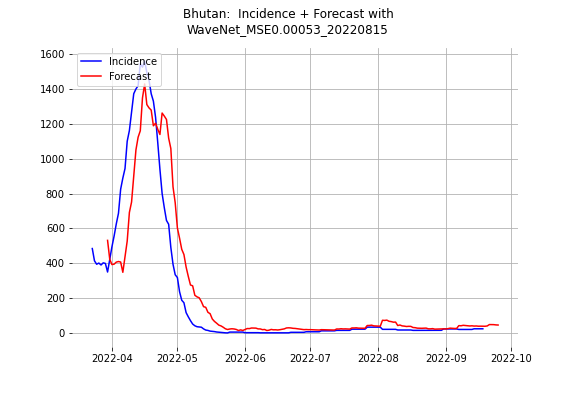 Bhutan:  Incidence + Forecast with
WaveNet_MSE0.00053_20220815
Incidence
Forecast
1600
1400
1200
1000
800
600
400
200
0
2022-04 2022-05 2022-06 2022-07 2022-08 2022-09 2022-10